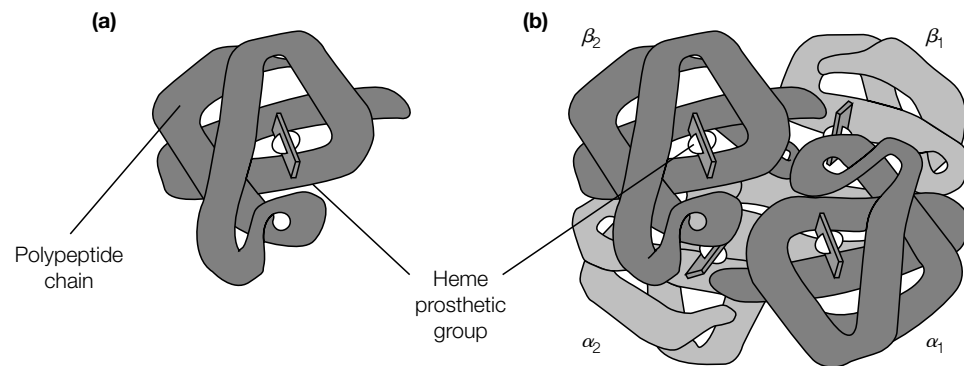 (a)
(b)
β₂
β₁
Polypeptide
chain
Heme
prosthetic
group
α₂
α₁